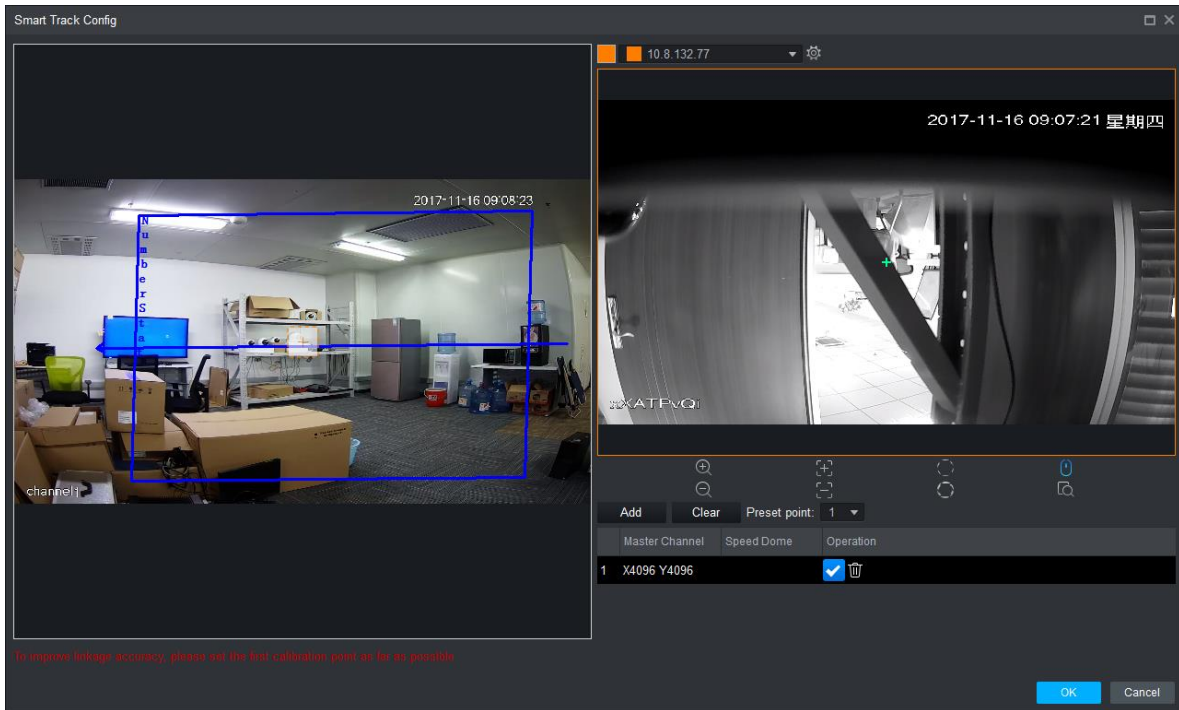 Smart Track Config
10.8.132.77
2017-11-16 09:08:23
NumberStat
channel1
2017-11-16 09:07:21 星期四
xXATPvQi
Add
Clear
Preset point:
1
Master Channel
Speed Dome
Operation
1
X4096 Y4096
To improve linkage accuracy, please set the first calibration point as far as possible
OK
Cancel